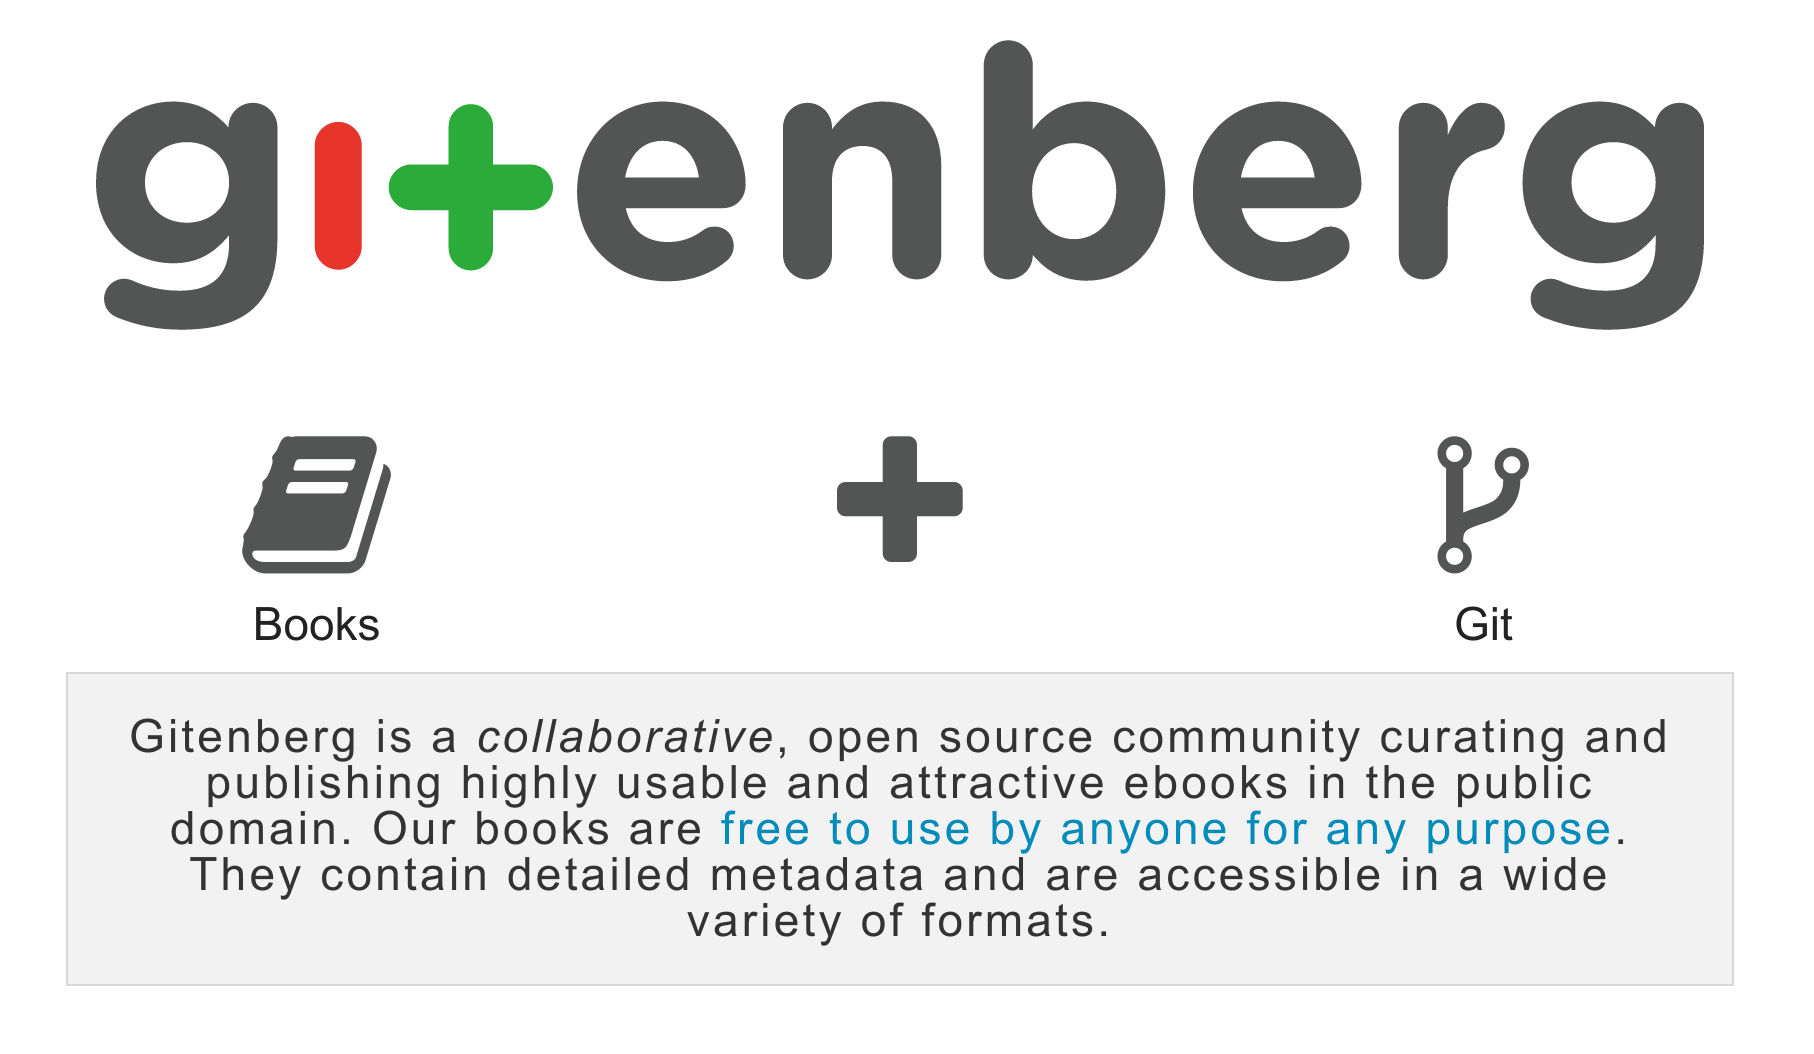 gitenberg
Books
Git
Gitenberg is a collaborative, open source community curating and
publishing highly usable and attractive ebooks in the public
domain. Our books are free to use by anyone for any purpose.
They contain detailed metadata and are accessible in a wide
variety of formats.